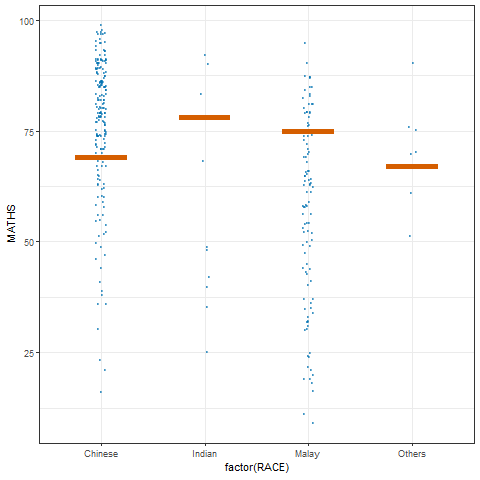 100
75
50
25
MATHS
Chinese
Indian
Malay
Others
factor(RACE)